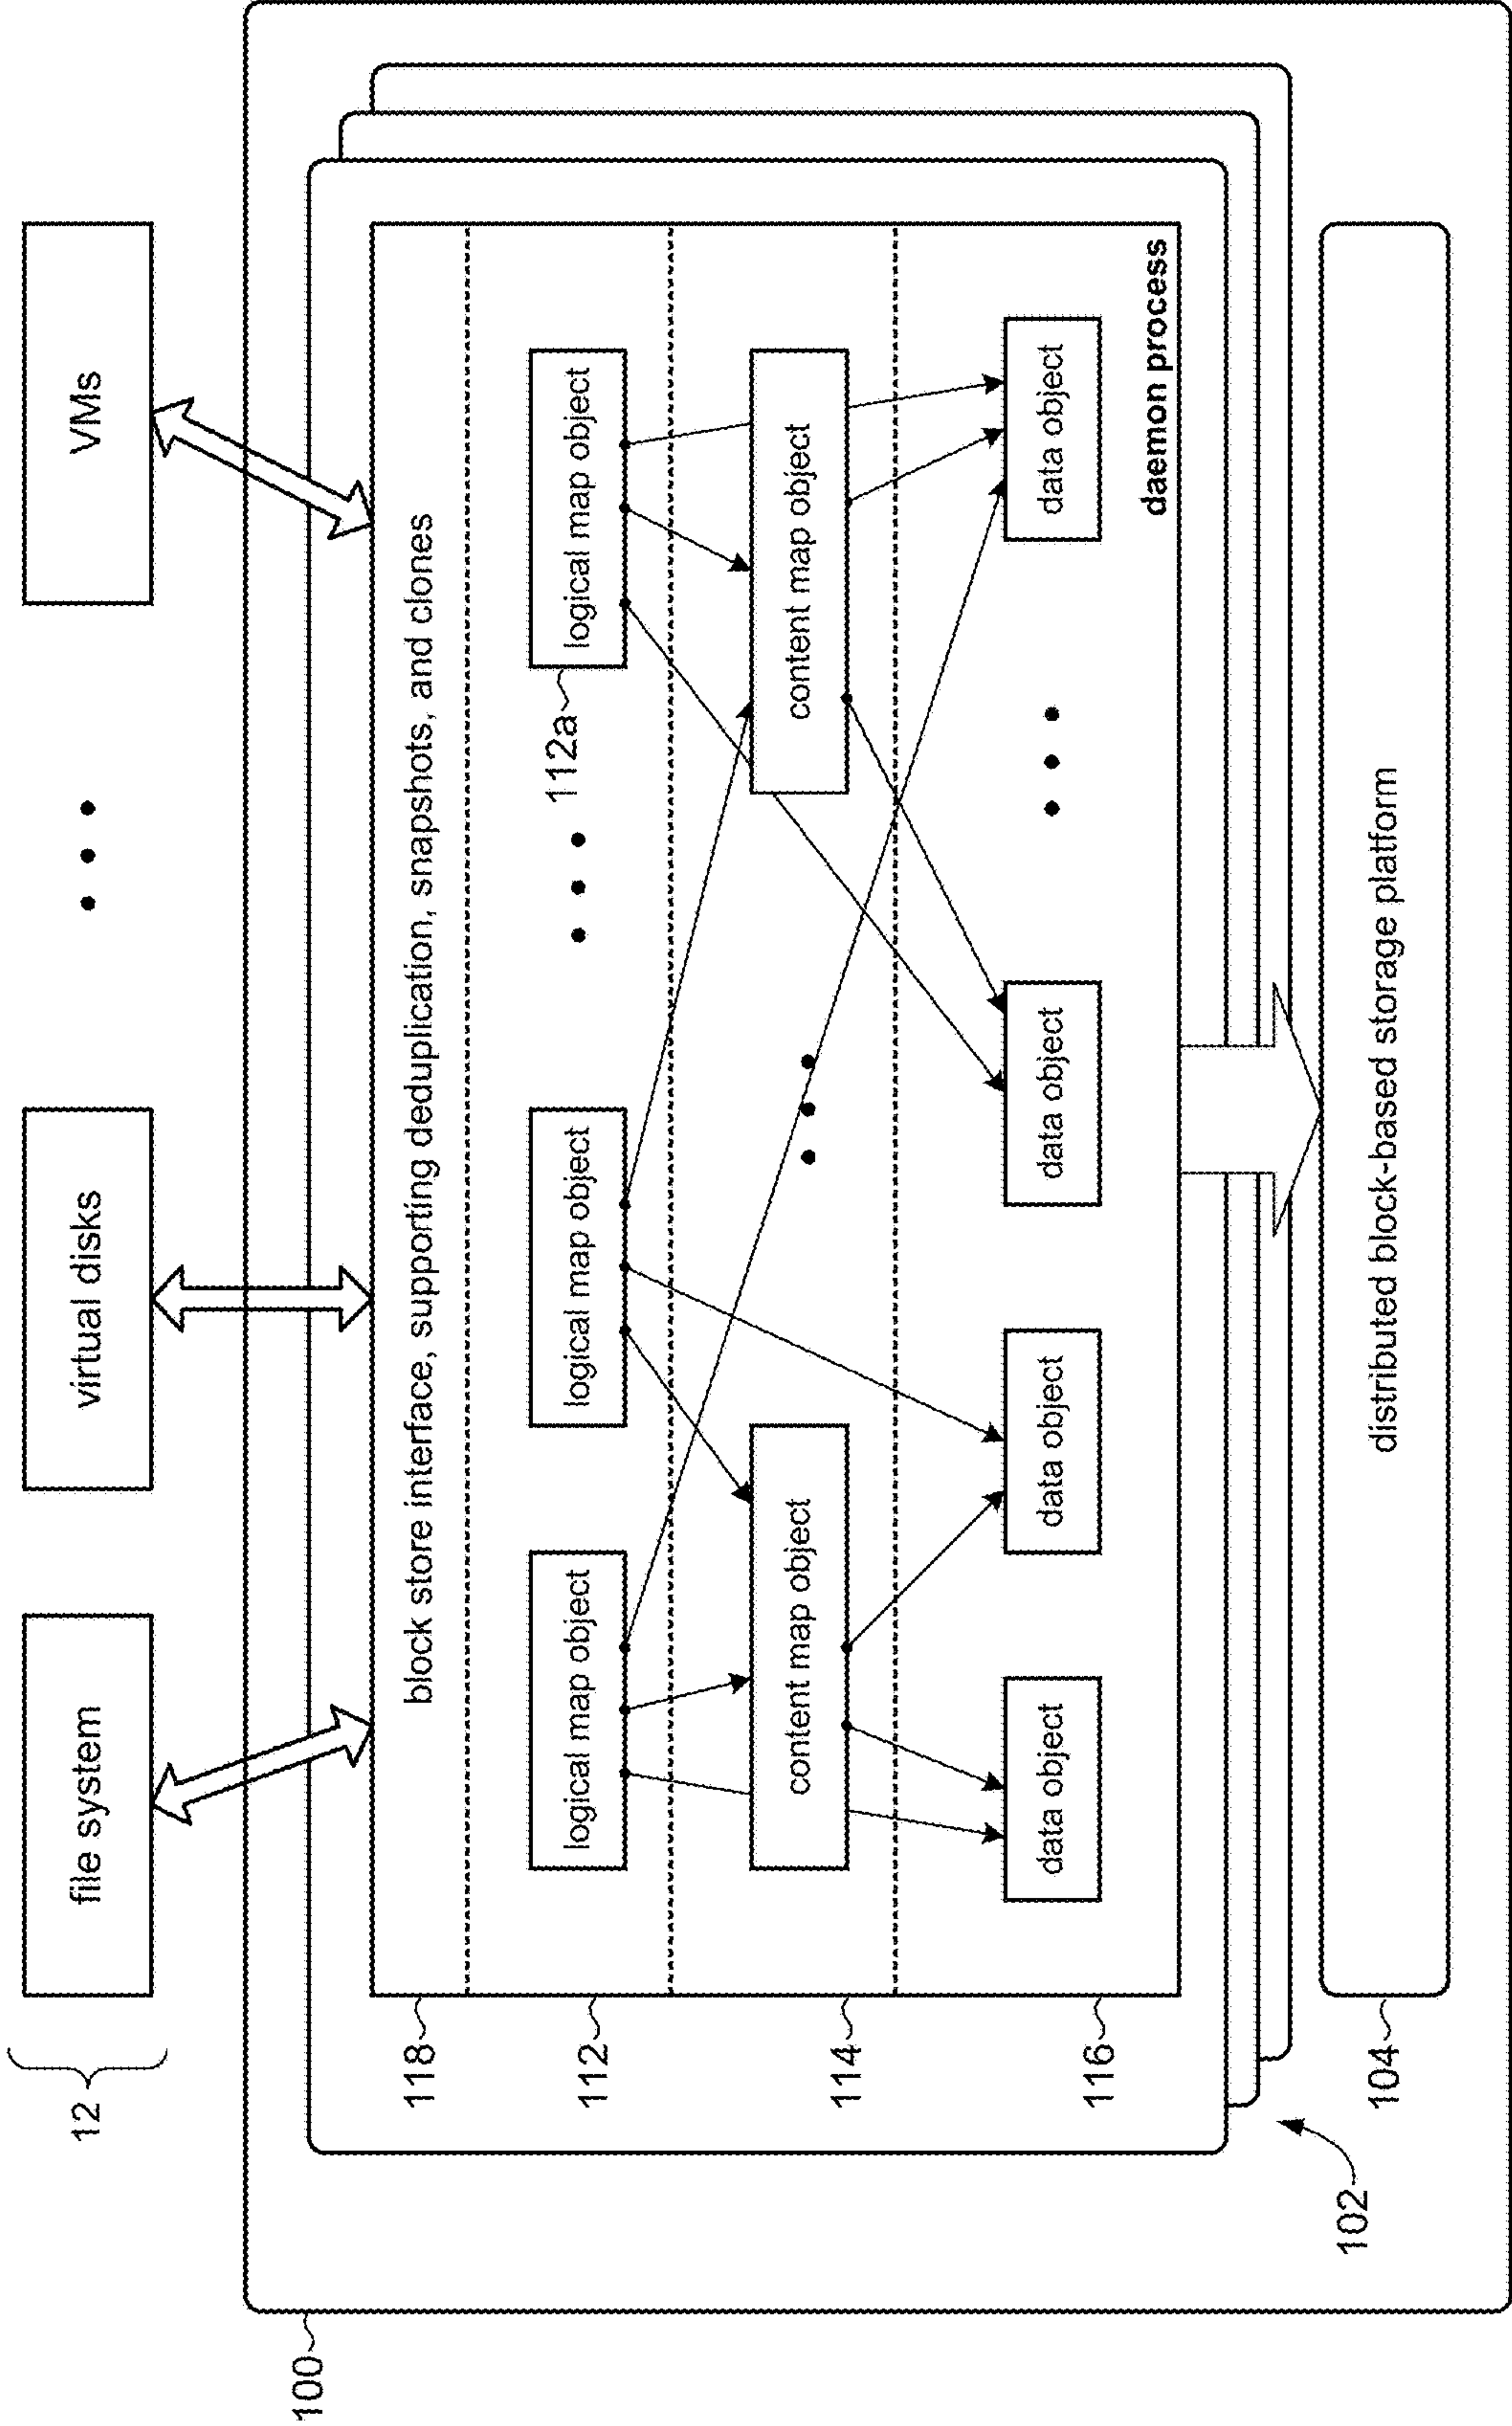 12
file system
virtual disks
• • •
VMs
100
118
block store interface, supporting deduplication, snapshots, and clones
112
logical map object
logical map object
• • •
112a
logical map object
114
content map object
• • •
content map object
116
data object
data object
data object
• • •
data object
daemon process
102
104
distributed block-based storage platform